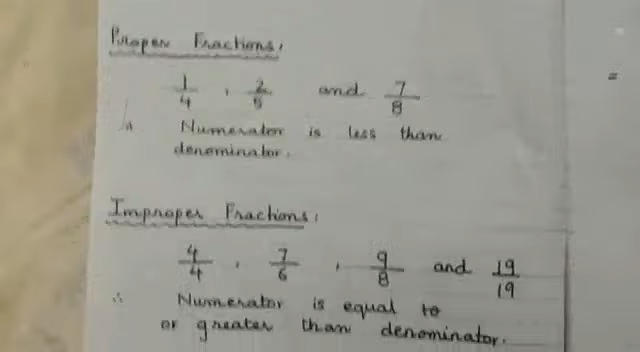 Proper Fractions:
1/4 , 2/5 and 7/8
∴ Numerator is less than
denominator.
Improper Fractions:
4/4 , 7/6 , 9/8 and 19/19
∴ Numerator is equal to
or greater than denominator.
=